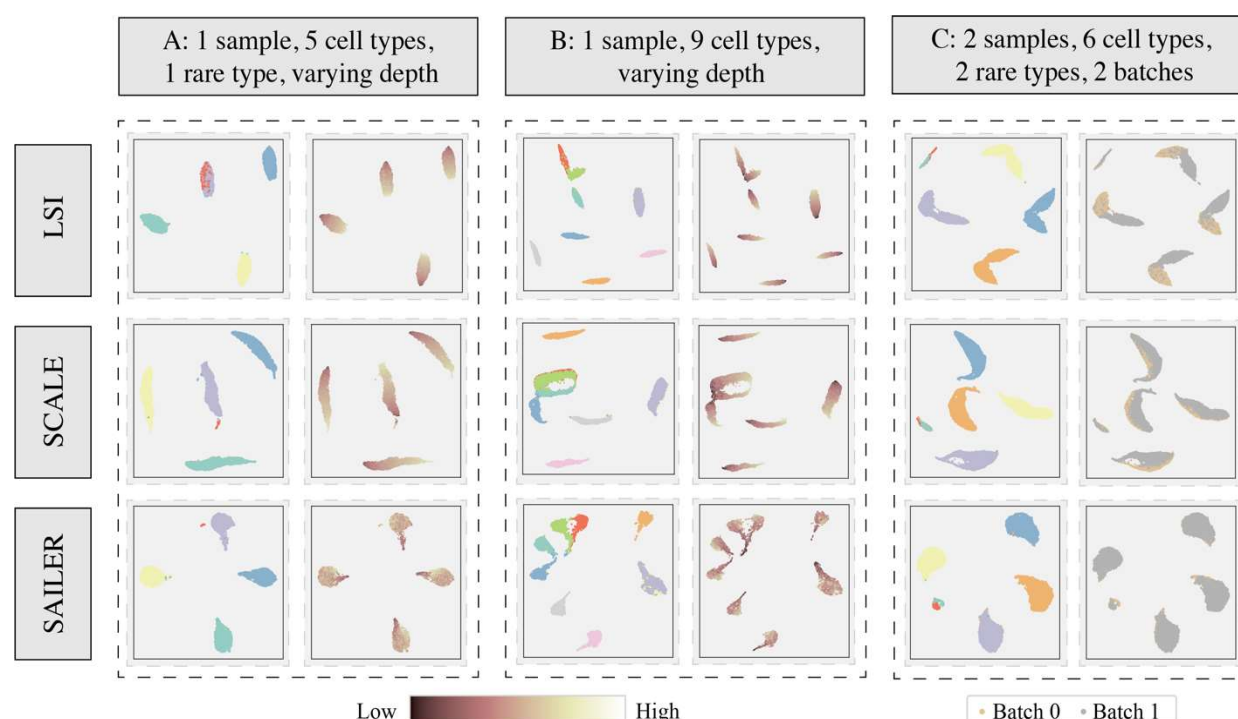 A: 1 sample, 5 cell types,
1 rare type, varying depth
B: 1 sample, 9 cell types,
varying depth
C: 2 samples, 6 cell types,
2 rare types, 2 batches
LSI
SCALE
SAILER
Low High
Batch 0 Batch 1